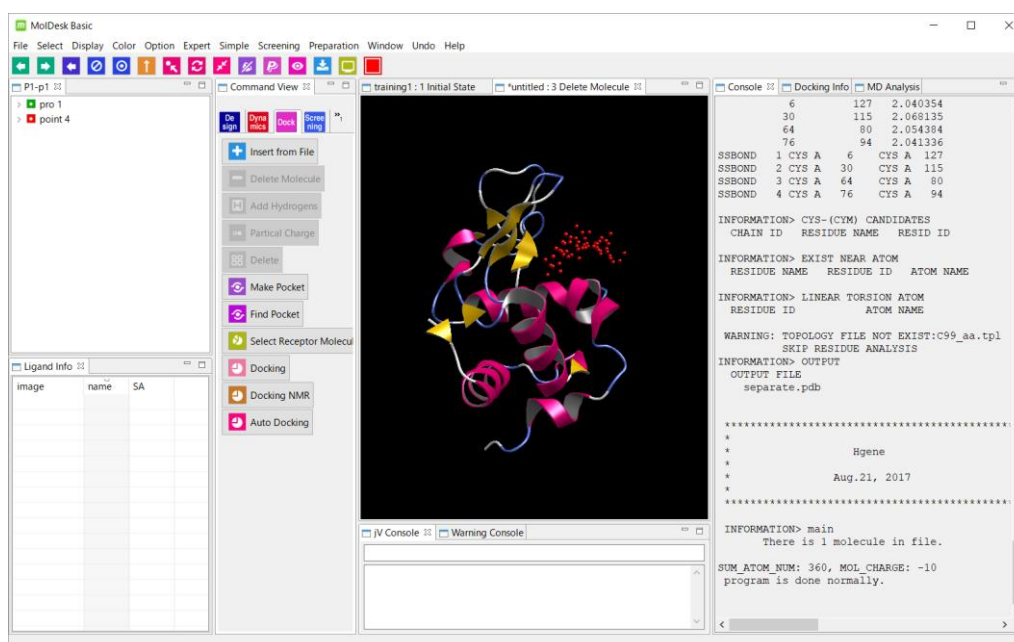 MolDesk Basic
File Select Display Color Option Expert Simple Screening Preparation Window Undo Help
P1-p1
pro 1
point 4
Ligand Info
image name SA
Command View
De sign
Dyna mics
Dock
Scree ning
»1
Insert from File
Delete Molecule
Add Hydrogens
Partical Charge
Delete
Make Pocket
Find Pocket
Select Receptor Molecul
Docking
Docking NMR
Auto Docking
training1 : 1 Initial State
*untitled : 3 Delete Molecule
jV Console
Warning Console
Console
Docking Info
MD Analysis
6 127 2.040354
30 115 2.068135
64 80 2.054384
76 94 2.041336
SSBOND 1 CYS A 6 CYS A 127
SSBOND 2 CYS A 30 CYS A 115
SSBOND 3 CYS A 64 CYS A 80
SSBOND 4 CYS A 76 CYS A 94
INFORMATION> CYS-(CYM) CANDIDATES
CHAIN ID RESIDUE NAME RESID ID
INFORMATION> EXIST NEAR ATOM
RESIDUE NAME RESIDUE ID ATOM NAME
INFORMATION> LINEAR TORSION ATOM
RESIDUE ID ATOM NAME
WARNING: TOPOLOGY FILE NOT EXIST:C99_aa.tpl
SKIP RESIDUE ANALYSIS
INFORMATION> OUTPUT
OUTPUT FILE
separate.pdb
********************************************
*
* Hgene
*
* Aug.21, 2017
*
********************************************
INFORMATION> main
There is 1 molecule in file.
SUM_ATOM_NUM: 360, MOL_CHARGE: -10
program is done normally.